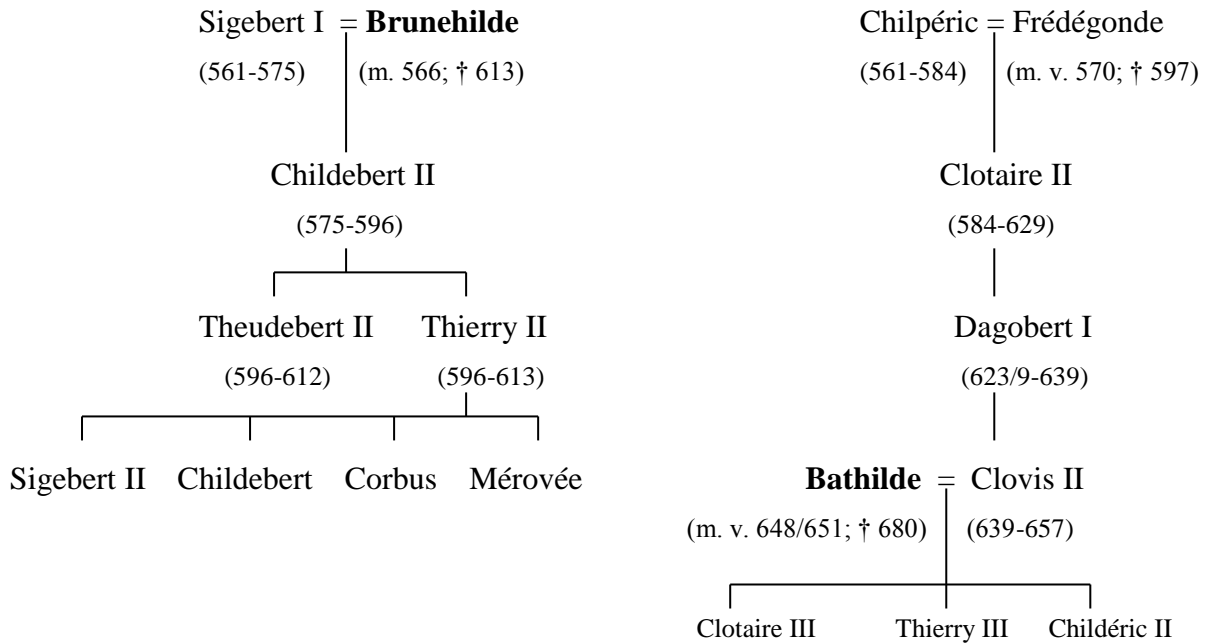 Sigebert I = Brunehilde
(561-575) (m. 566; † 613)
Childebert II
(575-596)
Theudebert II Thierry II
(596-612) (596-613)
Sigebert II Childebert Corbus Mérovée
Chilpéric = Frédégonde
(561-584) (m. v. 570; † 597)
Clotaire II
(584-629)
Dagobert I
(623/9-639)
Bathilde = Clovis II
(m. v. 648/651; † 680) (639-657)
Clotaire III Thierry III Childéric II